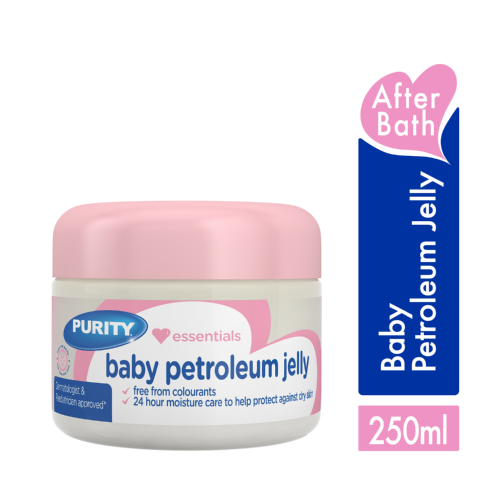 After
Bath
Baby
Petroleum Jelly
250ml
PURITY
essentials
baby petroleum jelly
✓ free from colourants
✓ 24 hour moisture care to help protect against dry skin
Dermatologist &
Paediatrician approved*